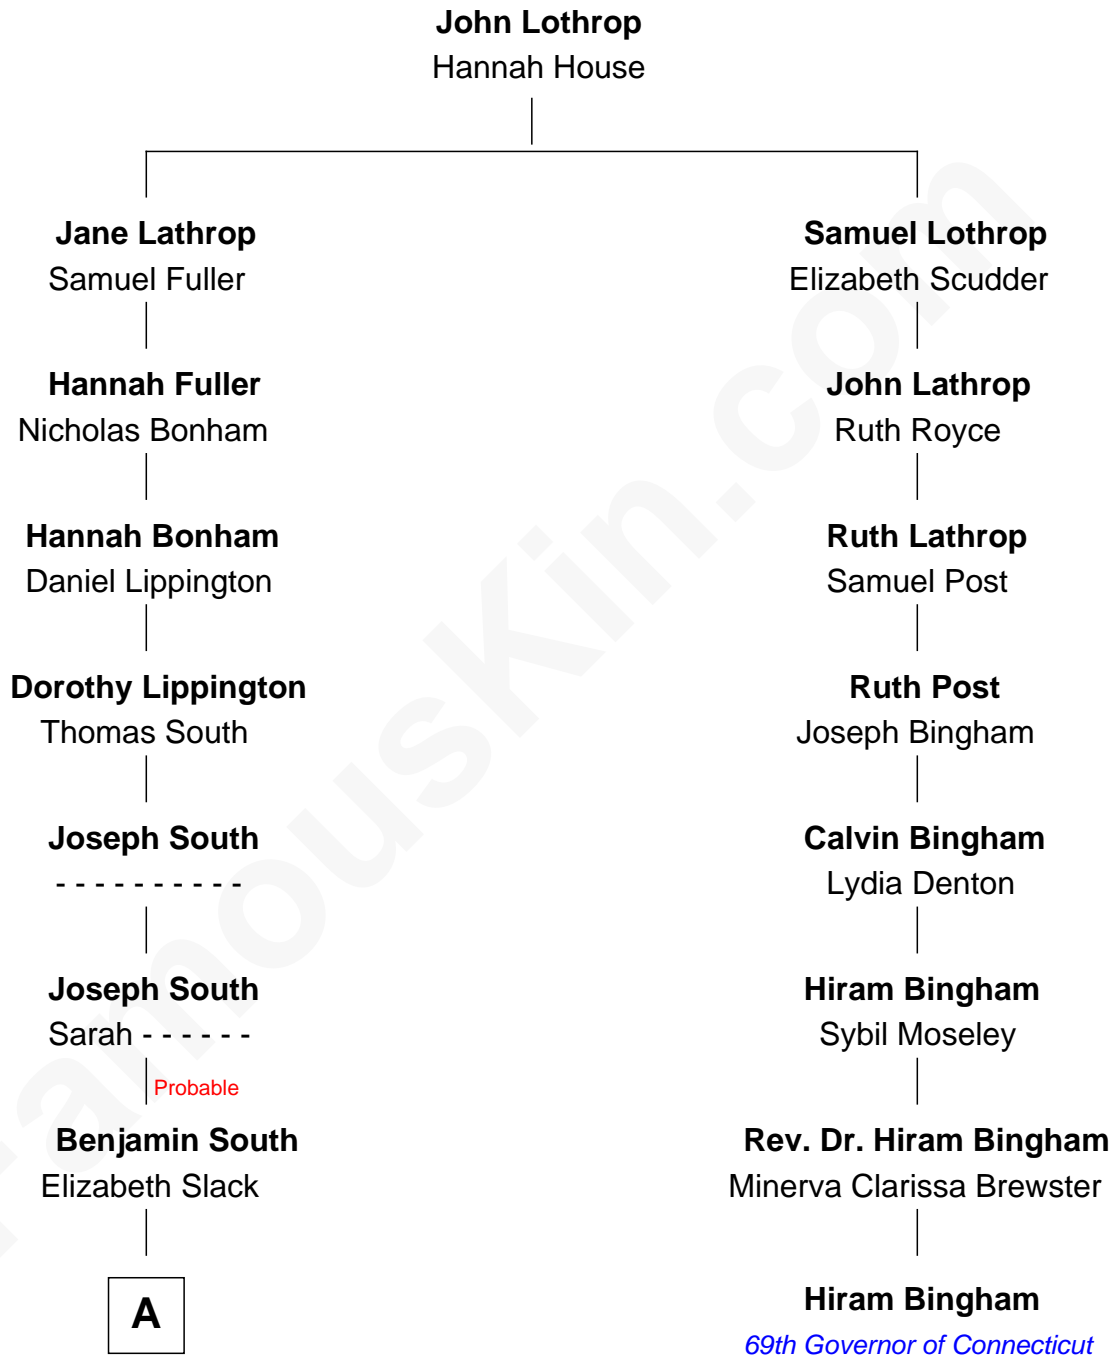 John Lothrop
Hannah House
Jane Lathrop
Samuel Fuller
Hannah Fuller
Nicholas Bonham
Hannah Bonham
Daniel Lippington
Dorothy Lippington
Thomas South
Joseph South
- - - - - - - - - -
Joseph South
Sarah - - - - - -
Probable
Benjamin South
Elizabeth Slack
A
Samuel Lothrop
Elizabeth Scudder
John Lathrop
Ruth Royce
Ruth Lathrop
Samuel Post
Ruth Post
Joseph Bingham
Calvin Bingham
Lydia Denton
Hiram Bingham
Sybil Moseley
Rev. Dr. Hiram Bingham
Minerva Clarissa Brewster
Hiram Bingham
69th Governor of Connecticut
FamousKin.com